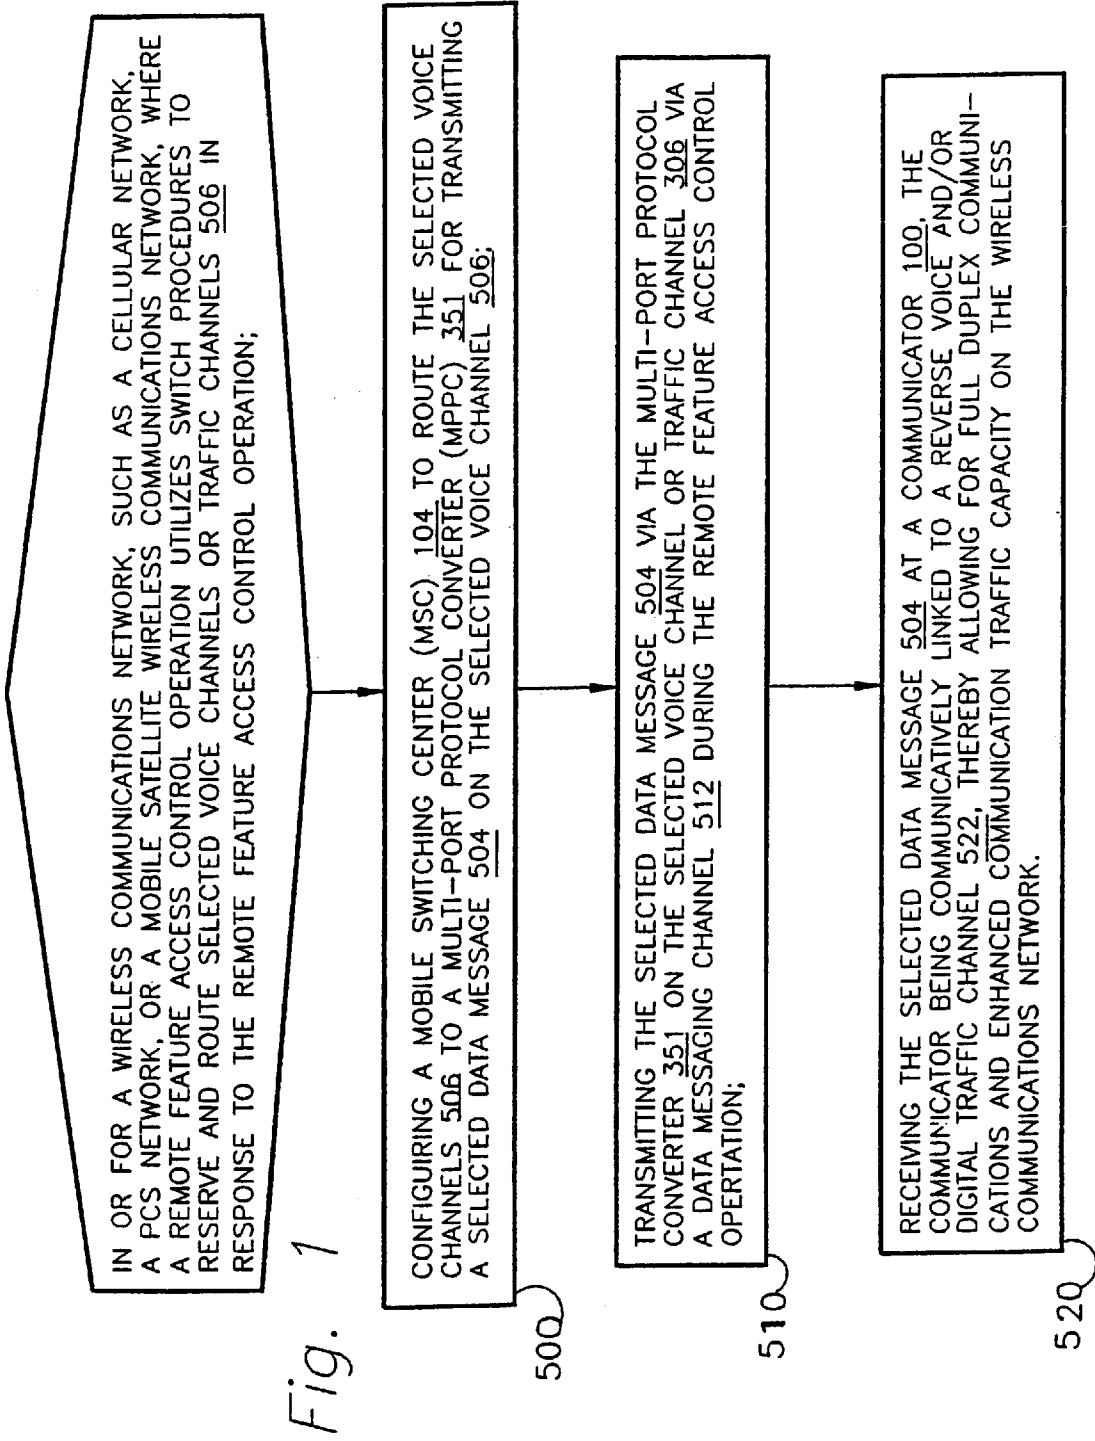 IN OR FOR A WIRELESS COMMUNICATIONS NETWORK, SUCH AS A CELLULAR NETWORK,
A PCS NETWORK, OR A MOBILE SATELLITE WIRELESS COMMUNICATIONS NETWORK, WHERE
A REMOTE FEATURE ACCESS CONTROL OPERATION UTILIZES SWITCH PROCEDURES TO
RESERVE AND ROUTE SELECTED VOICE CHANNELS OR TRAFFIC CHANNELS 506 IN
RESPONSE TO THE REMOTE FEATURE ACCESS CONTROL OPERATION;
Fig. 1
CONFIGUIRING A MOBILE SWITCHING CENTER (MSC) 104 TO ROUTE THE SELECTED VOICE
CHANNELS 506 TO A MULTI-PORT PROTOCOL CONVERTER (MPPC) 351 FOR TRANSMITTING
A SELECTED DATA MESSAGE 504 ON THE SELECTED VOICE CHANNEL 506;
500
TRANSMITTING THE SELECTED DATA MESSAGE 504 VIA THE MULTI-PORT PROTOCOL
CONVERTER 351 ON THE SELECTED VOICE CHANNEL OR TRAFFIC CHANNEL 306 VIA
A DATA MESSAGING CHANNEL 512 DURING THE REMOTE FEATURE ACCESS CONTROL
OPERTATION;
510
RECEIVING THE SELECTED DATA MESSAGE 504 AT A COMMUNICATOR 100, THE
COMMUNICATOR BEING COMMUNICATIVELY LINKED TO A REVERSE VOICE AND/OR
DIGITAL TRAFFIC CHANNEL 522, THEREBY ALLOWING FOR FULL DUPLEX COMMUNI-
CATIONS AND ENHANCED COMMUNICATION TRAFFIC CAPACITY ON THE WIRELESS
COMMUNICATIONS NETWORK.
520